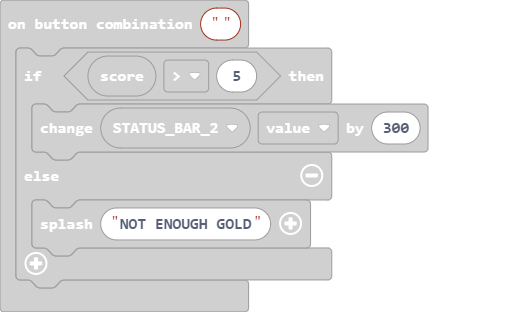 on button combination " "
if score > 5 then
change STATUS_BAR_2 value by 300
else
splash "NOT ENOUGH GOLD"